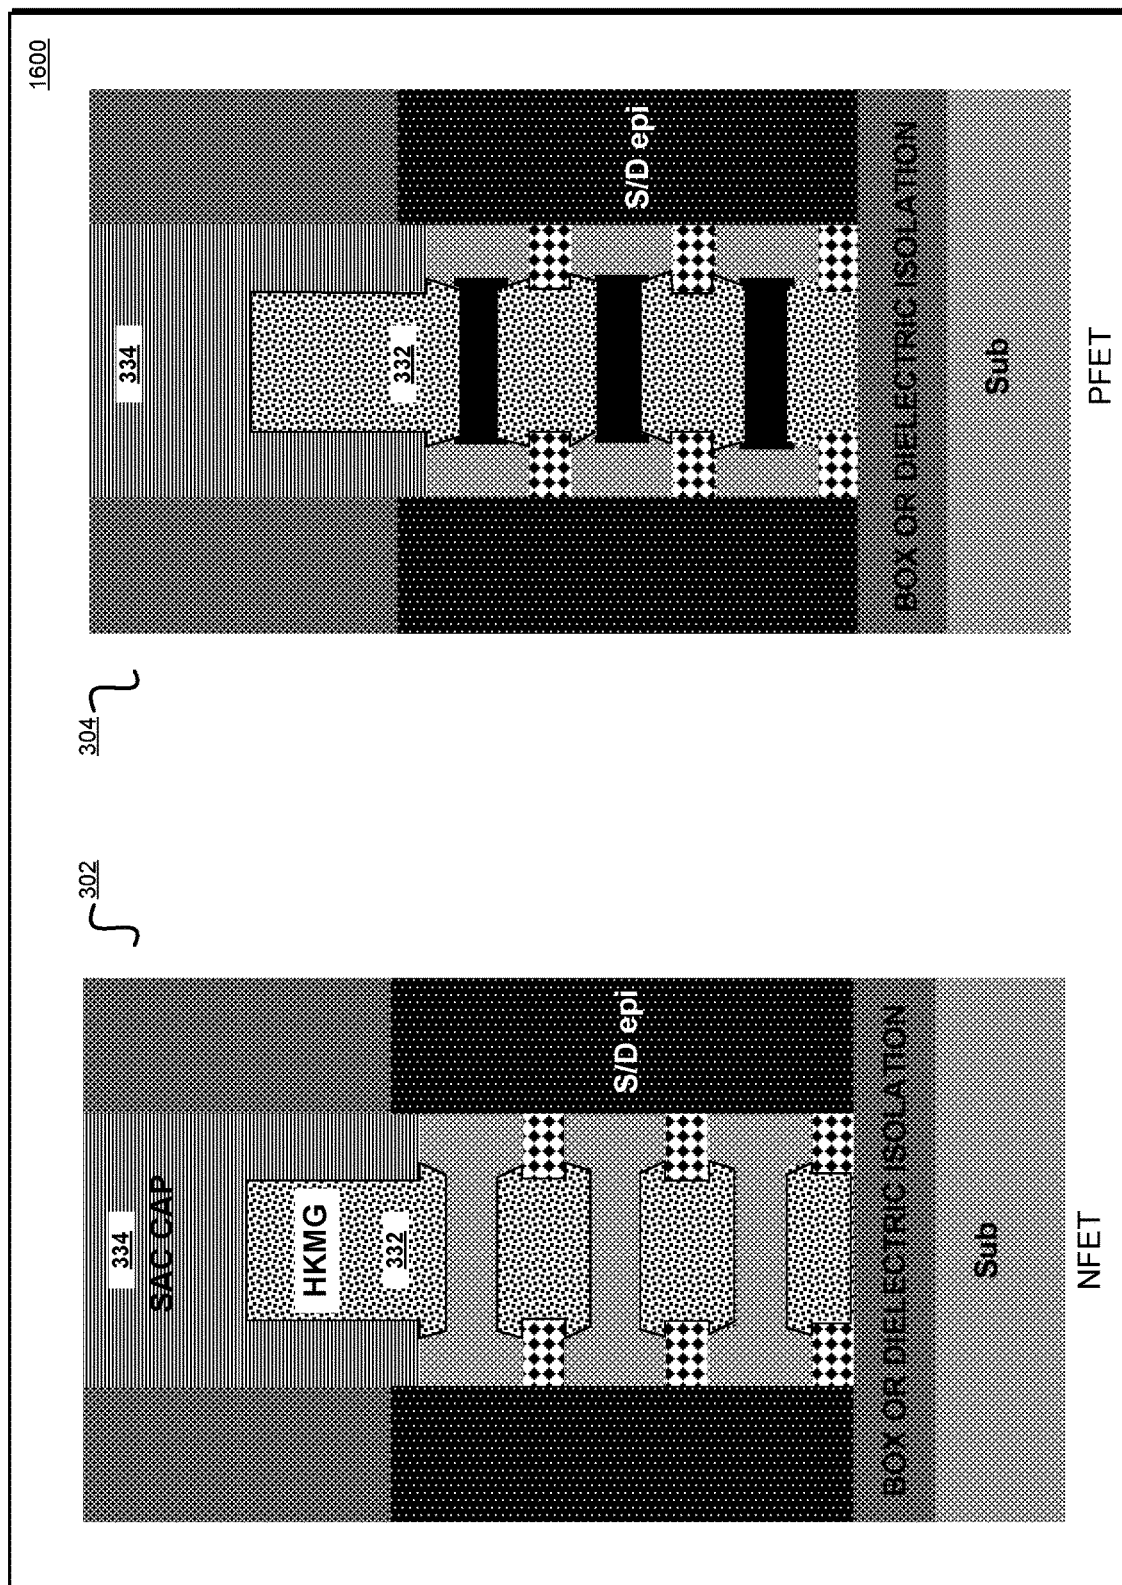 1600
302
304
334
SAC CAP
HKMG
332
S/D epi
BOX OR DIELECTRIC ISOLATION
Sub
NFET
334
332
S/D epi
BOX OR DIELECTRIC ISOLATION
Sub
PFET